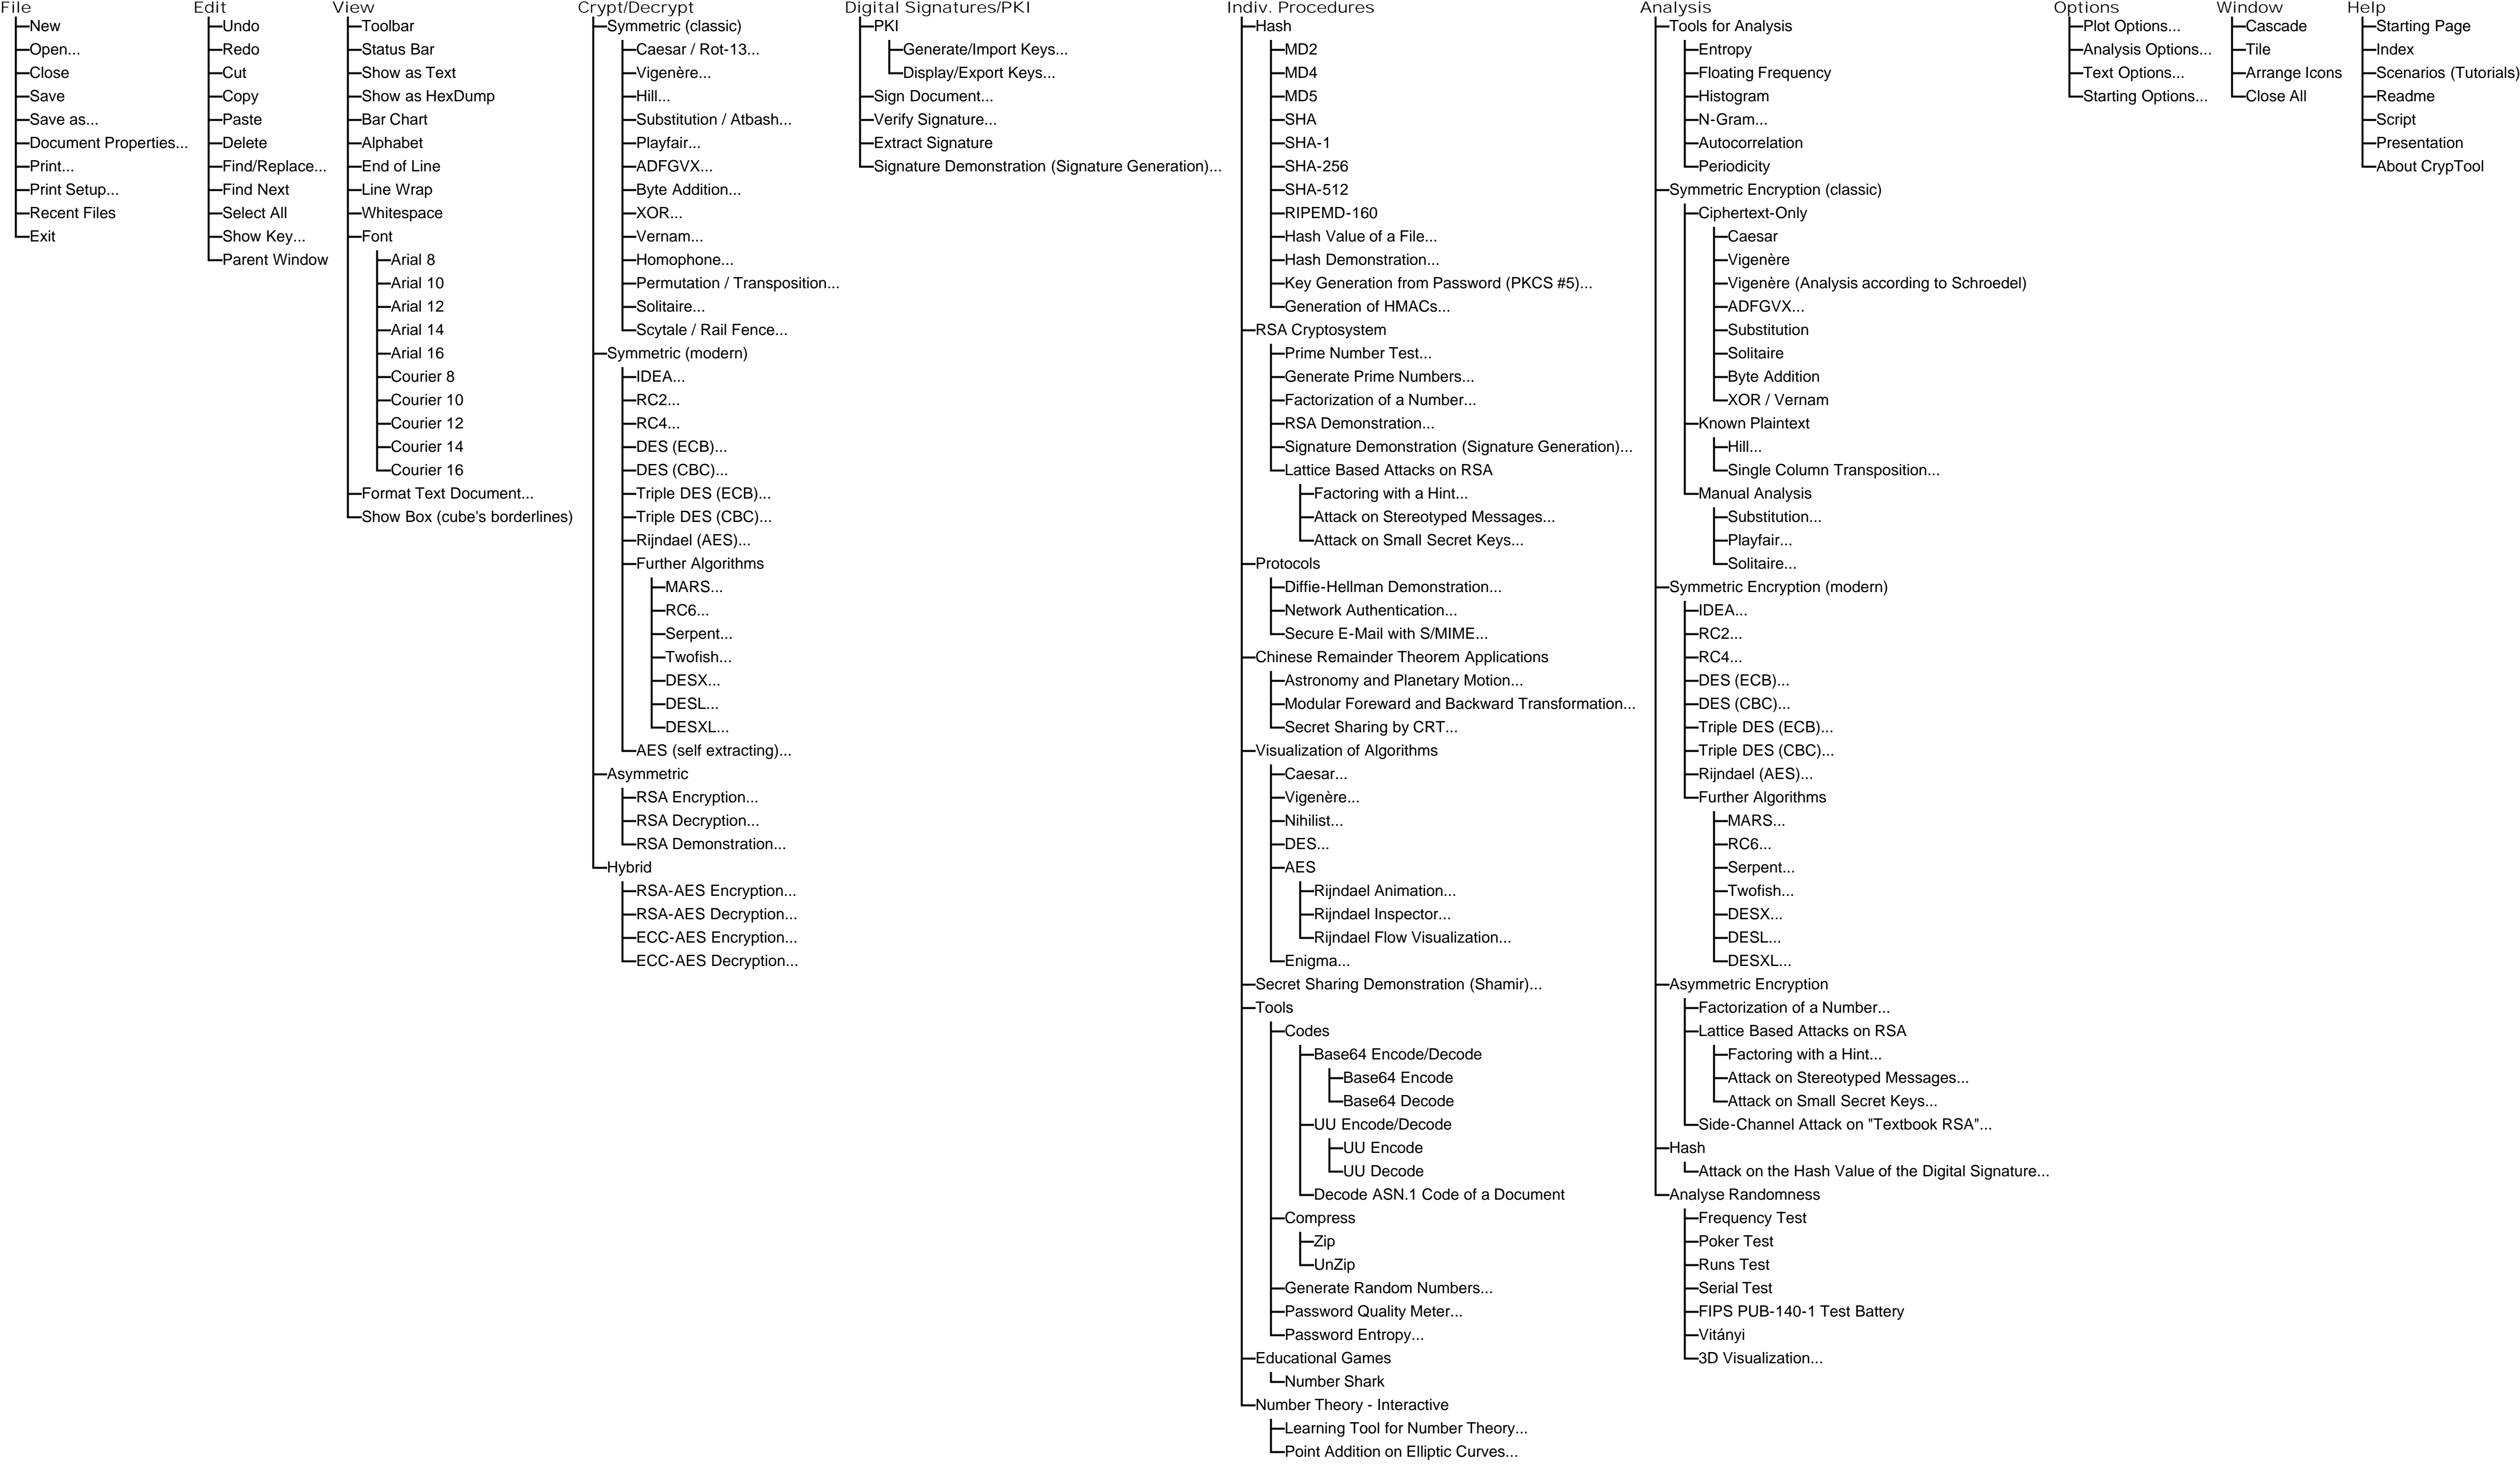 File
New
Open...
Close
Save
Save as...
Document Properties...
Print...
Print Setup...
Recent Files
Exit
Edit
Undo
Redo
Cut
Copy
Paste
Delete
Find/Replace...
Find Next
Select All
Show Key...
Parent Window
View
Toolbar
Status Bar
Show as Text
Show as HexDump
Bar Chart
Alphabet
End of Line
Line Wrap
Whitespace
Font
Arial 8
Arial 10
Arial 12
Arial 14
Arial 16
Courier 8
Courier 10
Courier 12
Courier 14
Courier 16
Format Text Document...
Show Box (cube's borderlines)
Crypt/Decrypt
Symmetric (classic)
Caesar / Rot-13...
Vigenère...
Hill...
Substitution / Atbash...
Playfair...
ADFGVX...
Byte Addition...
XOR...
Vernam...
Homophone...
Permutation / Transposition...
Solitaire...
Scytale / Rail Fence...
Symmetric (modern)
IDEA...
RC2...
RC4...
DES (ECB)...
DES (CBC)...
Triple DES (ECB)...
Triple DES (CBC)...
Rijndael (AES)...
Further Algorithms
MARS...
RC6...
Serpent...
Twofish...
DESX...
DESL...
DESXL...
AES (self extracting)...
Asymmetric
RSA Encryption...
RSA Decryption...
RSA Demonstration...
Hybrid
RSA-AES Encryption...
RSA-AES Decryption...
ECC-AES Encryption...
ECC-AES Decryption...
Digital Signatures/PKI
PKI
Generate/Import Keys...
Display/Export Keys...
Sign Document...
Verify Signature...
Extract Signature
Signature Demonstration (Signature Generation)...
Indiv. Procedures
Hash
MD2
MD4
MD5
SHA
SHA-1
SHA-256
SHA-512
RIPEMD-160
Hash Value of a File...
Hash Demonstration...
Key Generation from Password (PKCS #5)...
Generation of HMACs...
RSA Cryptosystem
Prime Number Test...
Generate Prime Numbers...
Factorization of a Number...
RSA Demonstration...
Signature Demonstration (Signature Generation)...
Lattice Based Attacks on RSA
Factoring with a Hint...
Attack on Stereotyped Messages...
Attack on Small Secret Keys...
Protocols
Diffie-Hellman Demonstration...
Network Authentication...
Secure E-Mail with S/MIME...
Chinese Remainder Theorem Applications
Astronomy and Planetary Motion...
Modular Foreward and Backward Transformation...
Secret Sharing by CRT...
Visualization of Algorithms
Caesar...
Vigenère...
Nihilist...
DES...
AES
Rijndael Animation...
Rijndael Inspector...
Rijndael Flow Visualization...
Enigma...
Secret Sharing Demonstration (Shamir)...
Tools
Codes
Base64 Encode/Decode
Base64 Encode
Base64 Decode
UU Encode/Decode
UU Encode
UU Decode
Decode ASN.1 Code of a Document
Compress
Zip
UnZip
Generate Random Numbers...
Password Quality Meter...
Password Entropy...
Educational Games
Number Shark
Number Theory - Interactive
Learning Tool for Number Theory...
Point Addition on Elliptic Curves...
Analysis
Tools for Analysis
Entropy
Floating Frequency
Histogram
N-Gram...
Autocorrelation
Periodicity
Symmetric Encryption (classic)
Ciphertext-Only
Caesar
Vigenère
Vigenère (Analysis according to Schroedel)
ADFGVX...
Substitution
Solitaire
Byte Addition
XOR / Vernam
Known Plaintext
Hill...
Single Column Transposition...
Manual Analysis
Substitution...
Playfair...
Solitaire...
Symmetric Encryption (modern)
IDEA...
RC2...
RC4...
DES (ECB)...
DES (CBC)...
Triple DES (ECB)...
Triple DES (CBC)...
Rijndael (AES)...
Further Algorithms
MARS...
RC6...
Serpent...
Twofish...
DESX...
DESL...
DESXL...
Asymmetric Encryption
Factorization of a Number...
Lattice Based Attacks on RSA
Factoring with a Hint...
Attack on Stereotyped Messages...
Attack on Small Secret Keys...
Side-Channel Attack on "Textbook RSA"...
Hash
Attack on the Hash Value of the Digital Signature...
Analyse Randomness
Frequency Test
Poker Test
Runs Test
Serial Test
FIPS PUB-140-1 Test Battery
Vitányi
3D Visualization...
Options
Plot Options...
Analysis Options...
Text Options...
Starting Options...
Window
Cascade
Tile
Arrange Icons
Close All
Help
Starting Page
Index
Scenarios (Tutorials)
Readme
Script
Presentation
About CrypTool